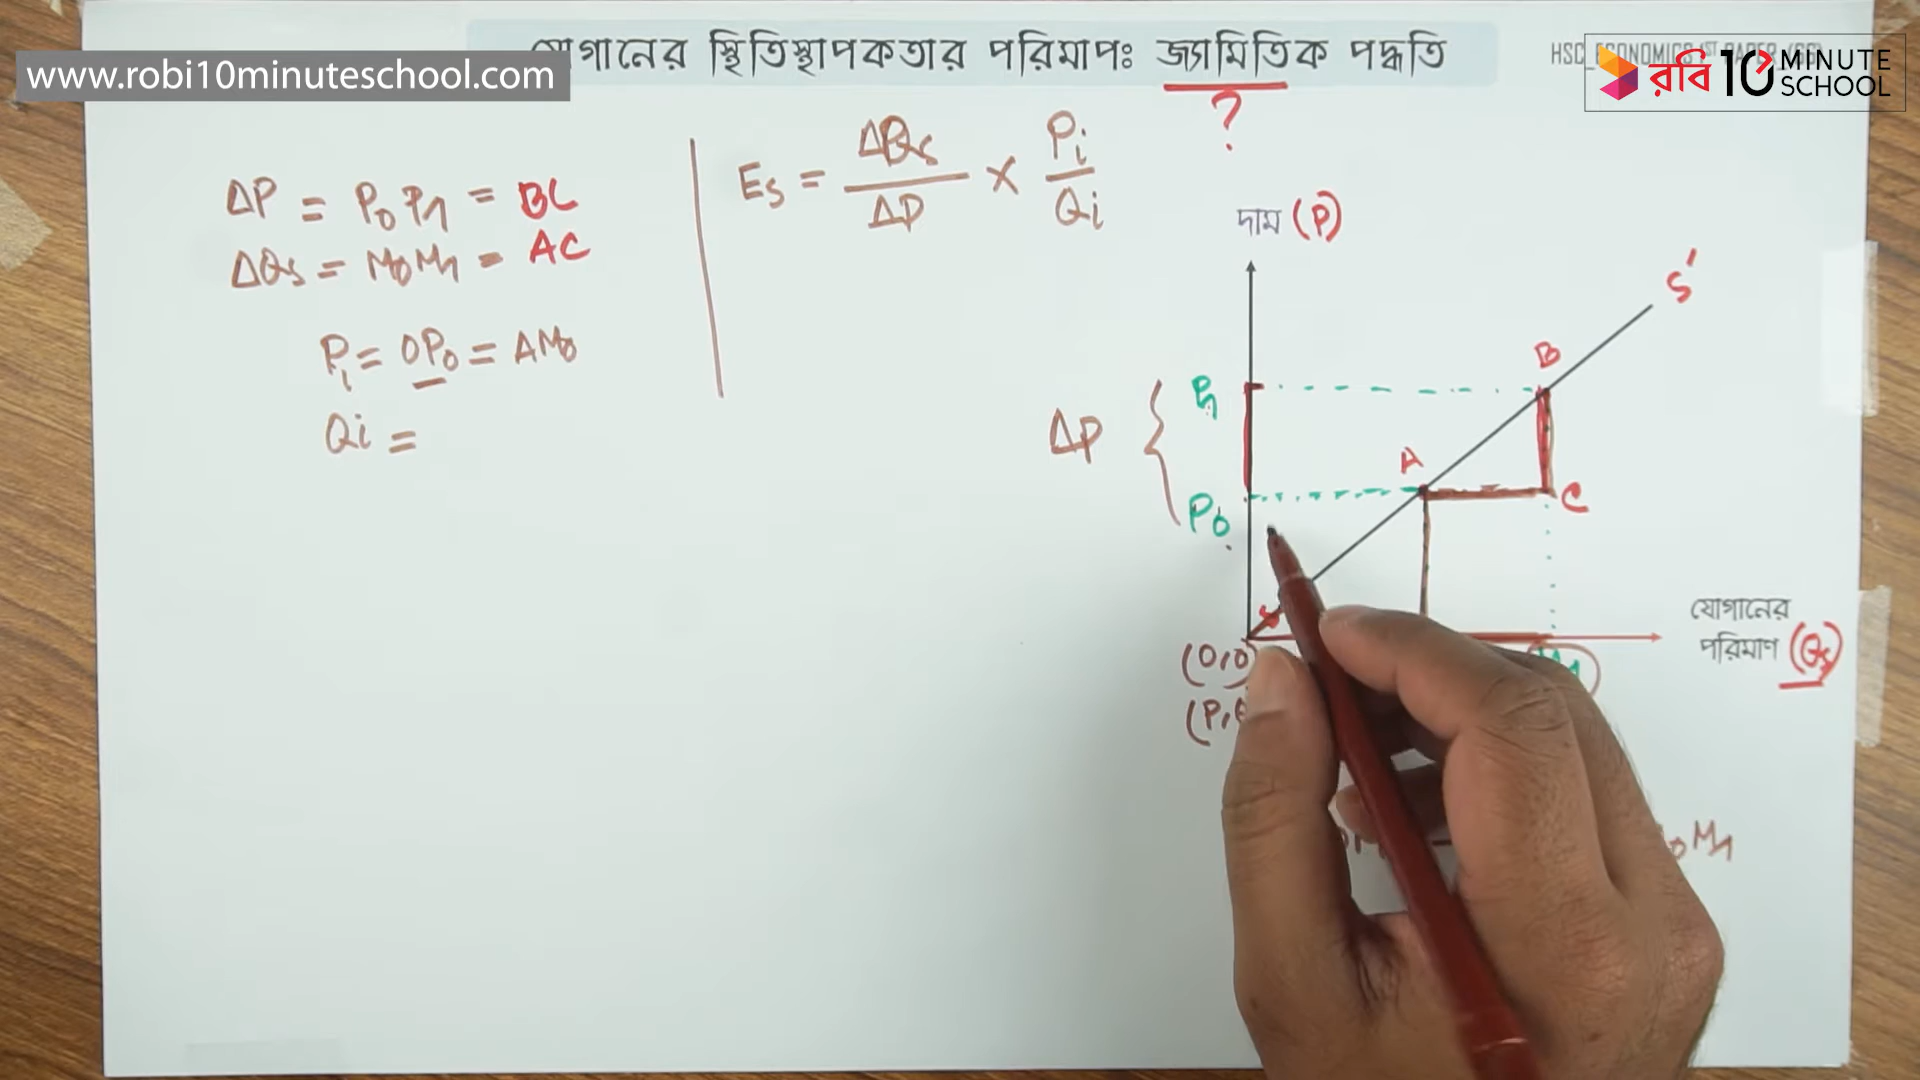 যোগানের স্থিতিস্থাপকতার পরিমাপঃ জ্যামিতিক পদ্ধতি
www.robi10minuteschool.com
রবি 10 MINUTE SCHOOL
?
ΔP = P₀P₁ = BC
ΔQs = M₀M₁ = AC
Pi = OP₀ = AM₀
Qi =
Es = ΔQs / ΔP × Pi / Qi
দাম (P)
S'
B
P₁
ΔP
A
P₀
C
S
যোগানের
পরিমাণ (Qs)
(0,0)
M₁